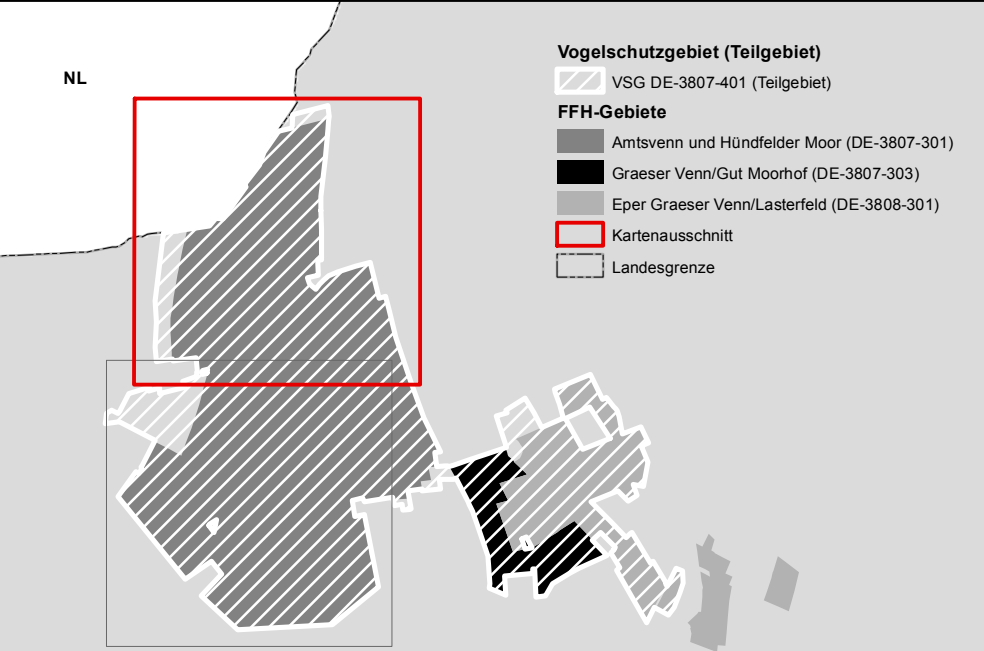 NL
Vogelschutzgebiet (Teilgebiet)
VSG DE-3807-401 (Teilgebiet)
FFH-Gebiete
Amtsvenn und Hündfelder Moor (DE-3807-301)
Graeser Venn/Gut Moorhof (DE-3807-303)
Eper Graeser Venn/Lasterfeld (DE-3808-301)
Kartenausschnitt
Landesgrenze